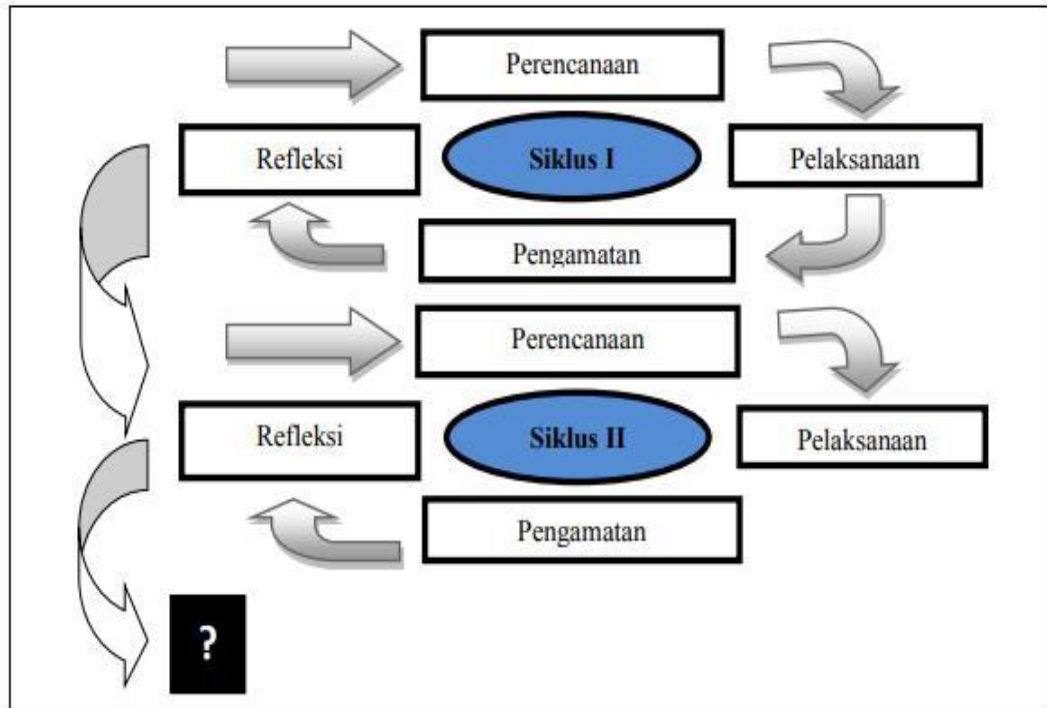 Perencanaan
Refleksi
Siklus I
Pelaksanaan
Pengamatan
Perencanaan
Refleksi
Siklus II
Pelaksanaan
Pengamatan
?